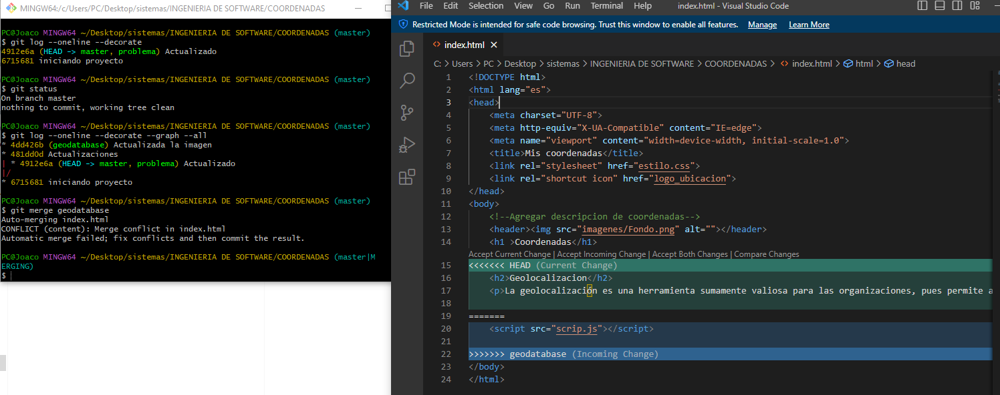 MINGW64:/c/Users/PC/Desktop/sistemas/INGENIERIA DE SOFTWARE/COORDENADAS
PC@Joaco MINGW64 ~/Desktop/sistemas/INGENIERIA DE SOFTWARE/COORDENADAS (master)
$ git log --oneline --decorate
4912e6a (HEAD -> master, problema) Actualizado
6715681 iniciando proyecto
PC@Joaco MINGW64 ~/Desktop/sistemas/INGENIERIA DE SOFTWARE/COORDENADAS (master)
$ git status
On branch master
nothing to commit, working tree clean
PC@Joaco MINGW64 ~/Desktop/sistemas/INGENIERIA DE SOFTWARE/COORDENADAS (master)
$ git log --oneline --decorate --graph --all
* 4dd426b (geodatabase) Actualizada la imagen
* 481dd0d Actualizaciones
| * 4912e6a (HEAD -> master, problema) Actualizado
|/
* 6715681 iniciando proyecto
PC@Joaco MINGW64 ~/Desktop/sistemas/INGENIERIA DE SOFTWARE/COORDENADAS (master)
$ git merge geodatabase
Auto-merging index.html
CONFLICT (content): Merge conflict in index.html
Automatic merge failed; fix conflicts and then commit the result.
PC@Joaco MINGW64 ~/Desktop/sistemas/INGENIERIA DE SOFTWARE/COORDENADAS (master|M
ERGING)
$
File Edit Selection View Go Run Terminal Help index.html - Visual Studio Code
Restricted Mode is intended for safe code browsing. Trust this window to enable all features. Manage Learn More
<> index.html ×
C: > Users > PC > Desktop > sistemas > INGENIERIA DE SOFTWARE > COORDENADAS > <> index.html > html > head
1 <!DOCTYPE html>
2 <html lang="es">
3 <head>
4 <meta charset="UTF-8">
5 <meta http-equiv="X-UA-Compatible" content="IE=edge">
6 <meta name="viewport" content="width=device-width, initial-scale=1.0">
7 <title>Mis coordenadas</title>
8 <link rel="stylesheet" href="estilo.css">
9 <link rel="shortcut icon" href="logo_ubicacion">
10 </head>
11 <body>
12 <!--Agregar descripcion de coordenadas-->
13 <header><img src="imagenes/Fondo.png" alt=""></header>
14 <h1 >Coordenadas</h1>
Accept Current Change | Accept Incoming Change | Accept Both Changes | Compare Changes
15 <<<<<<< HEAD (Current Change)
16 <h2>Geolocalizacion</h2>
17 <p>La geolocalización es una herramienta sumamente valiosa para las organizaciones, pues permite a
18
19 =======
20 <script src="scrip.js"></script>
21
22 >>>>>>> geodatabase (Incoming Change)
23 </body>
24 </html>